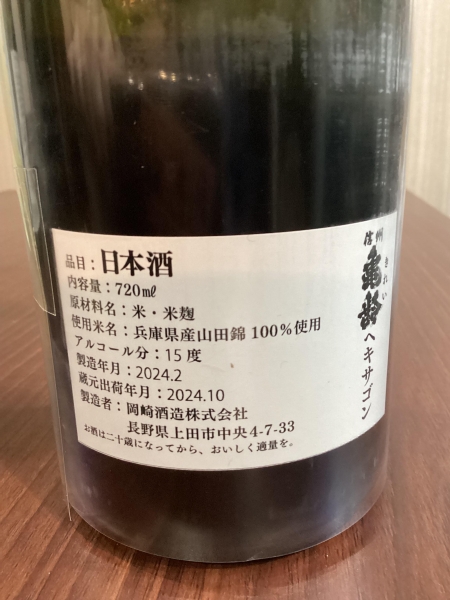 品目：日本酒
内容量：720㎖
原材料名：米・米麹
使用米名：兵庫県産山田錦100%使用
アルコール分：15度
製造年月：2024.2
蔵元出荷年月：2024.10
製造者：岡崎酒造株式会社
長野県上田市中央4-7-33
お酒は二十歳になってから、おいしく適量を。
信州
亀齢
きれい
ヘキサゴン